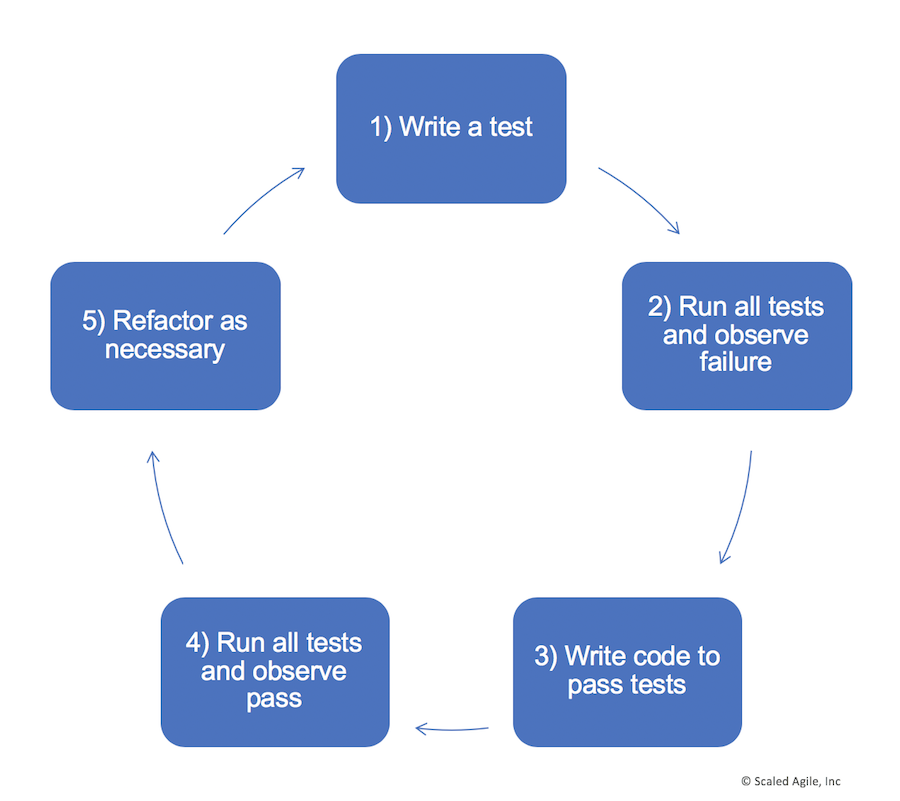 1) Write a test
2) Run all tests
and observe
failure
3) Write code to
pass tests
4) Run all tests
and observe
pass
5) Refactor as
necessary
© Scaled Agile, Inc